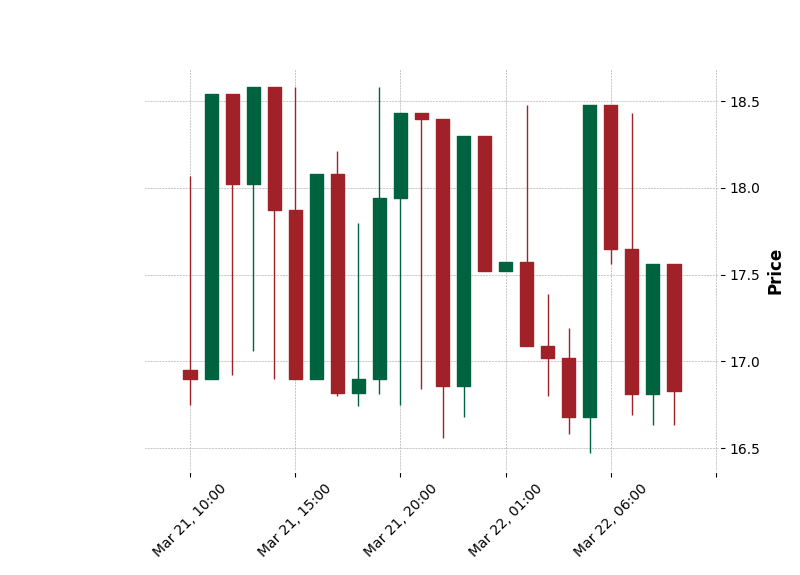 18.5
18.0
17.5
17.0
16.5
Price
Mar 21, 10:00
Mar 21, 15:00
Mar 21, 20:00
Mar 22, 01:00
Mar 22, 06:00